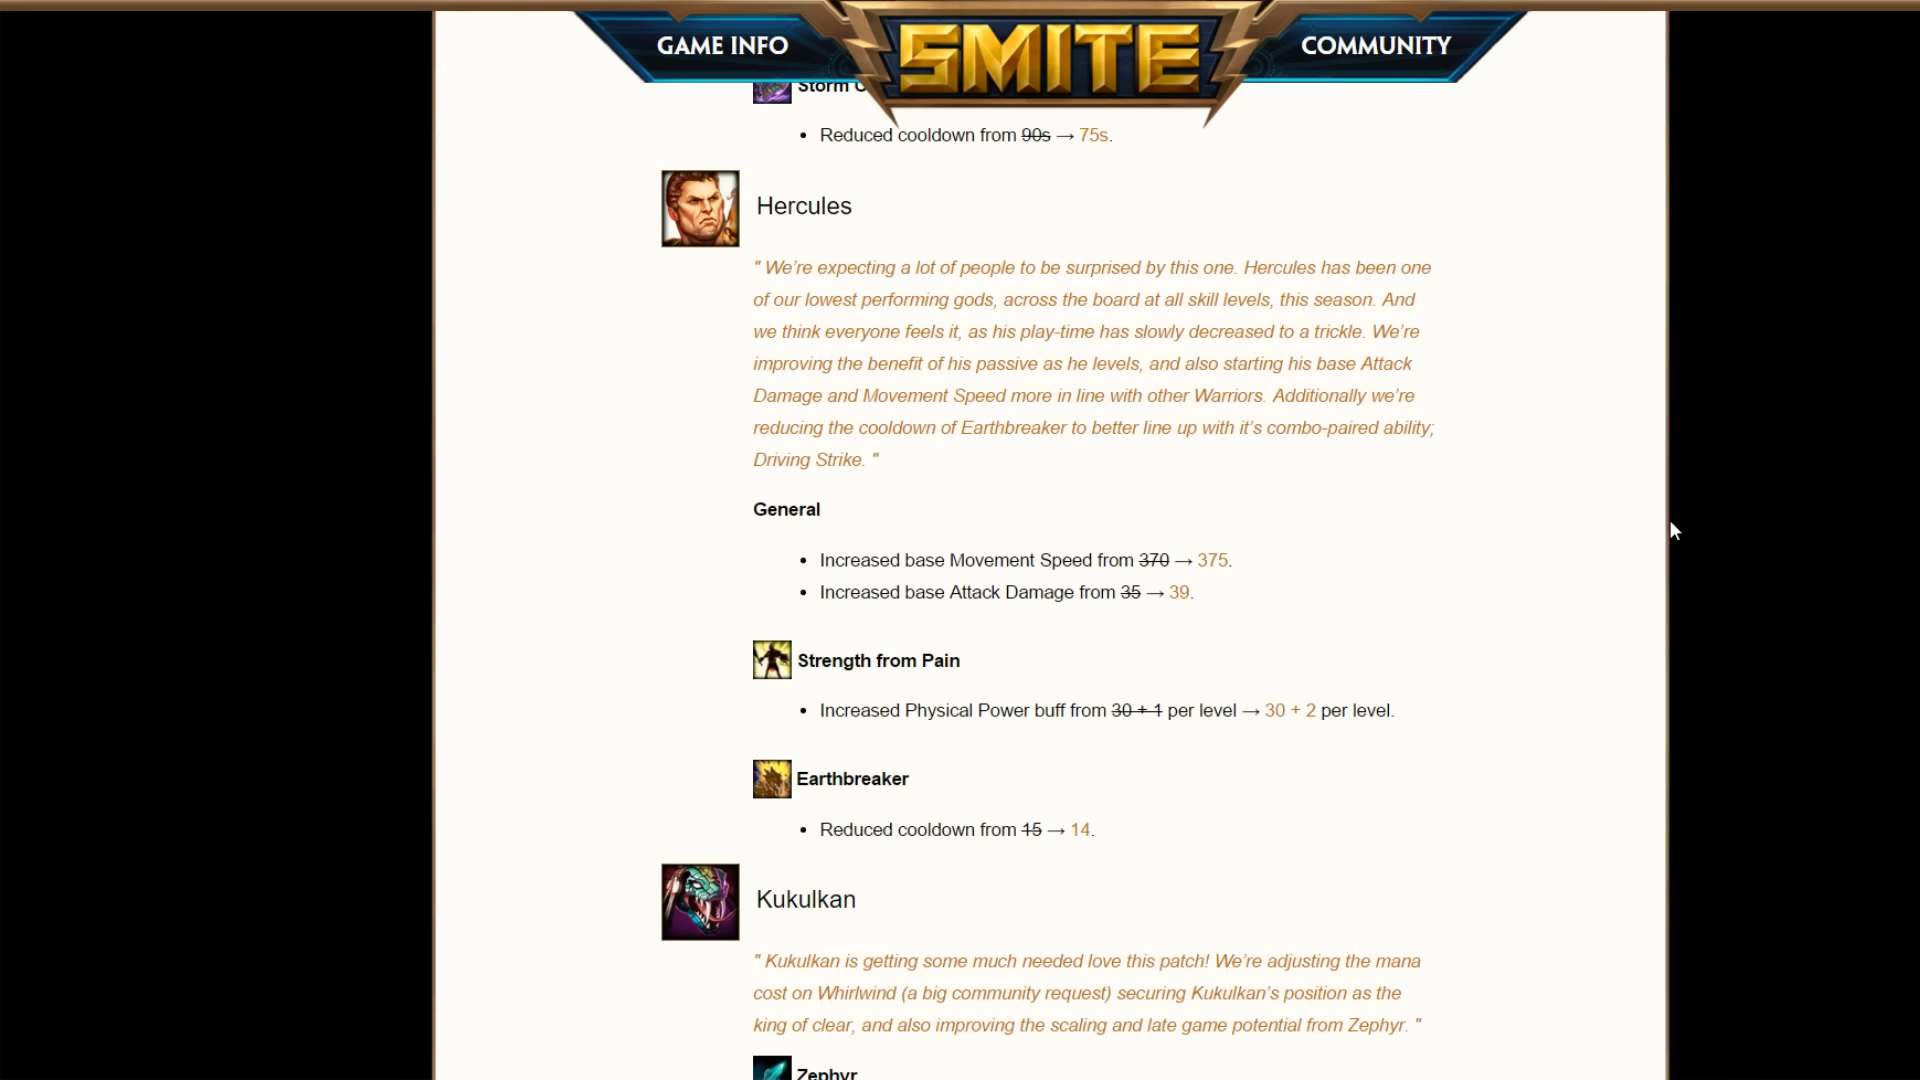 GAME INFO
SMITE
COMMUNITY
Storm
• Reduced cooldown from 90s → 75s.
Hercules
" We’re expecting a lot of people to be surprised by this one. Hercules has been one
of our lowest performing gods, across the board at all skill levels, this season. And
we think everyone feels it, as his play-time has slowly decreased to a trickle. We’re
improving the benefit of his passive as he levels, and also starting his base Attack
Damage and Movement Speed more in line with other Warriors. Additionally we’re
reducing the cooldown of Earthbreaker to better line up with it’s combo-paired ability;
Driving Strike. "
General
• Increased base Movement Speed from 370 → 375.
• Increased base Attack Damage from 35 → 39.
Strength from Pain
• Increased Physical Power buff from 30 + 1 per level → 30 + 2 per level.
Earthbreaker
• Reduced cooldown from 15 → 14.
Kukulkan
" Kukulkan is getting some much needed love this patch! We’re adjusting the mana
cost on Whirlwind (a big community request) securing Kukulkan’s position as the
king of clear, and also improving the scaling and late game potential from Zephyr. "
Zephyr